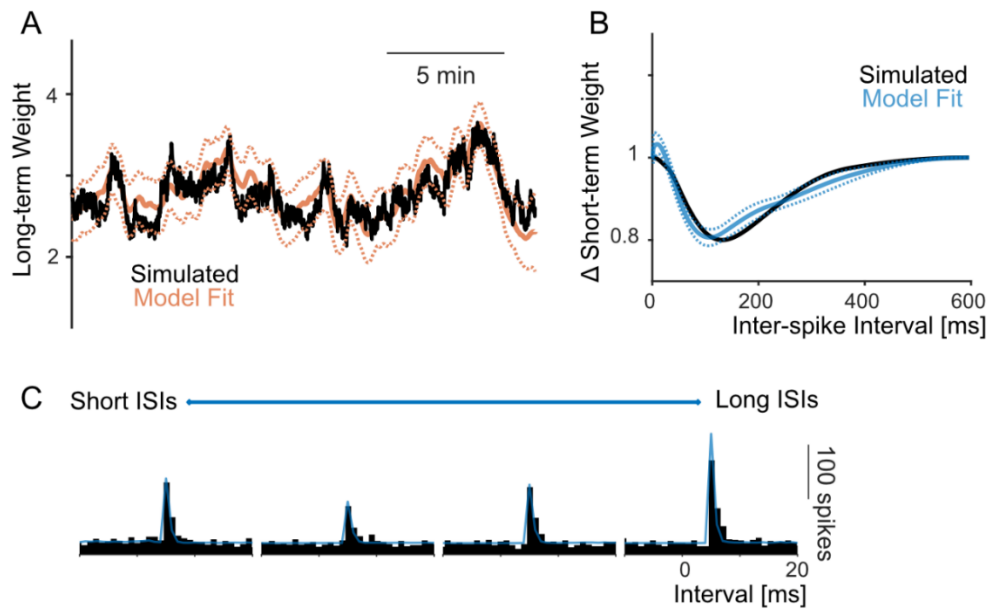 A
Long-term Weight
4
2
5 min
Simulated
Model Fit
B
Δ Short-term Weight
1
0.8
Simulated
Model Fit
0
200
400
600
Inter-spike Interval [ms]
C
Short ISIs
Long ISIs
100 spikes
0
20
Interval [ms]